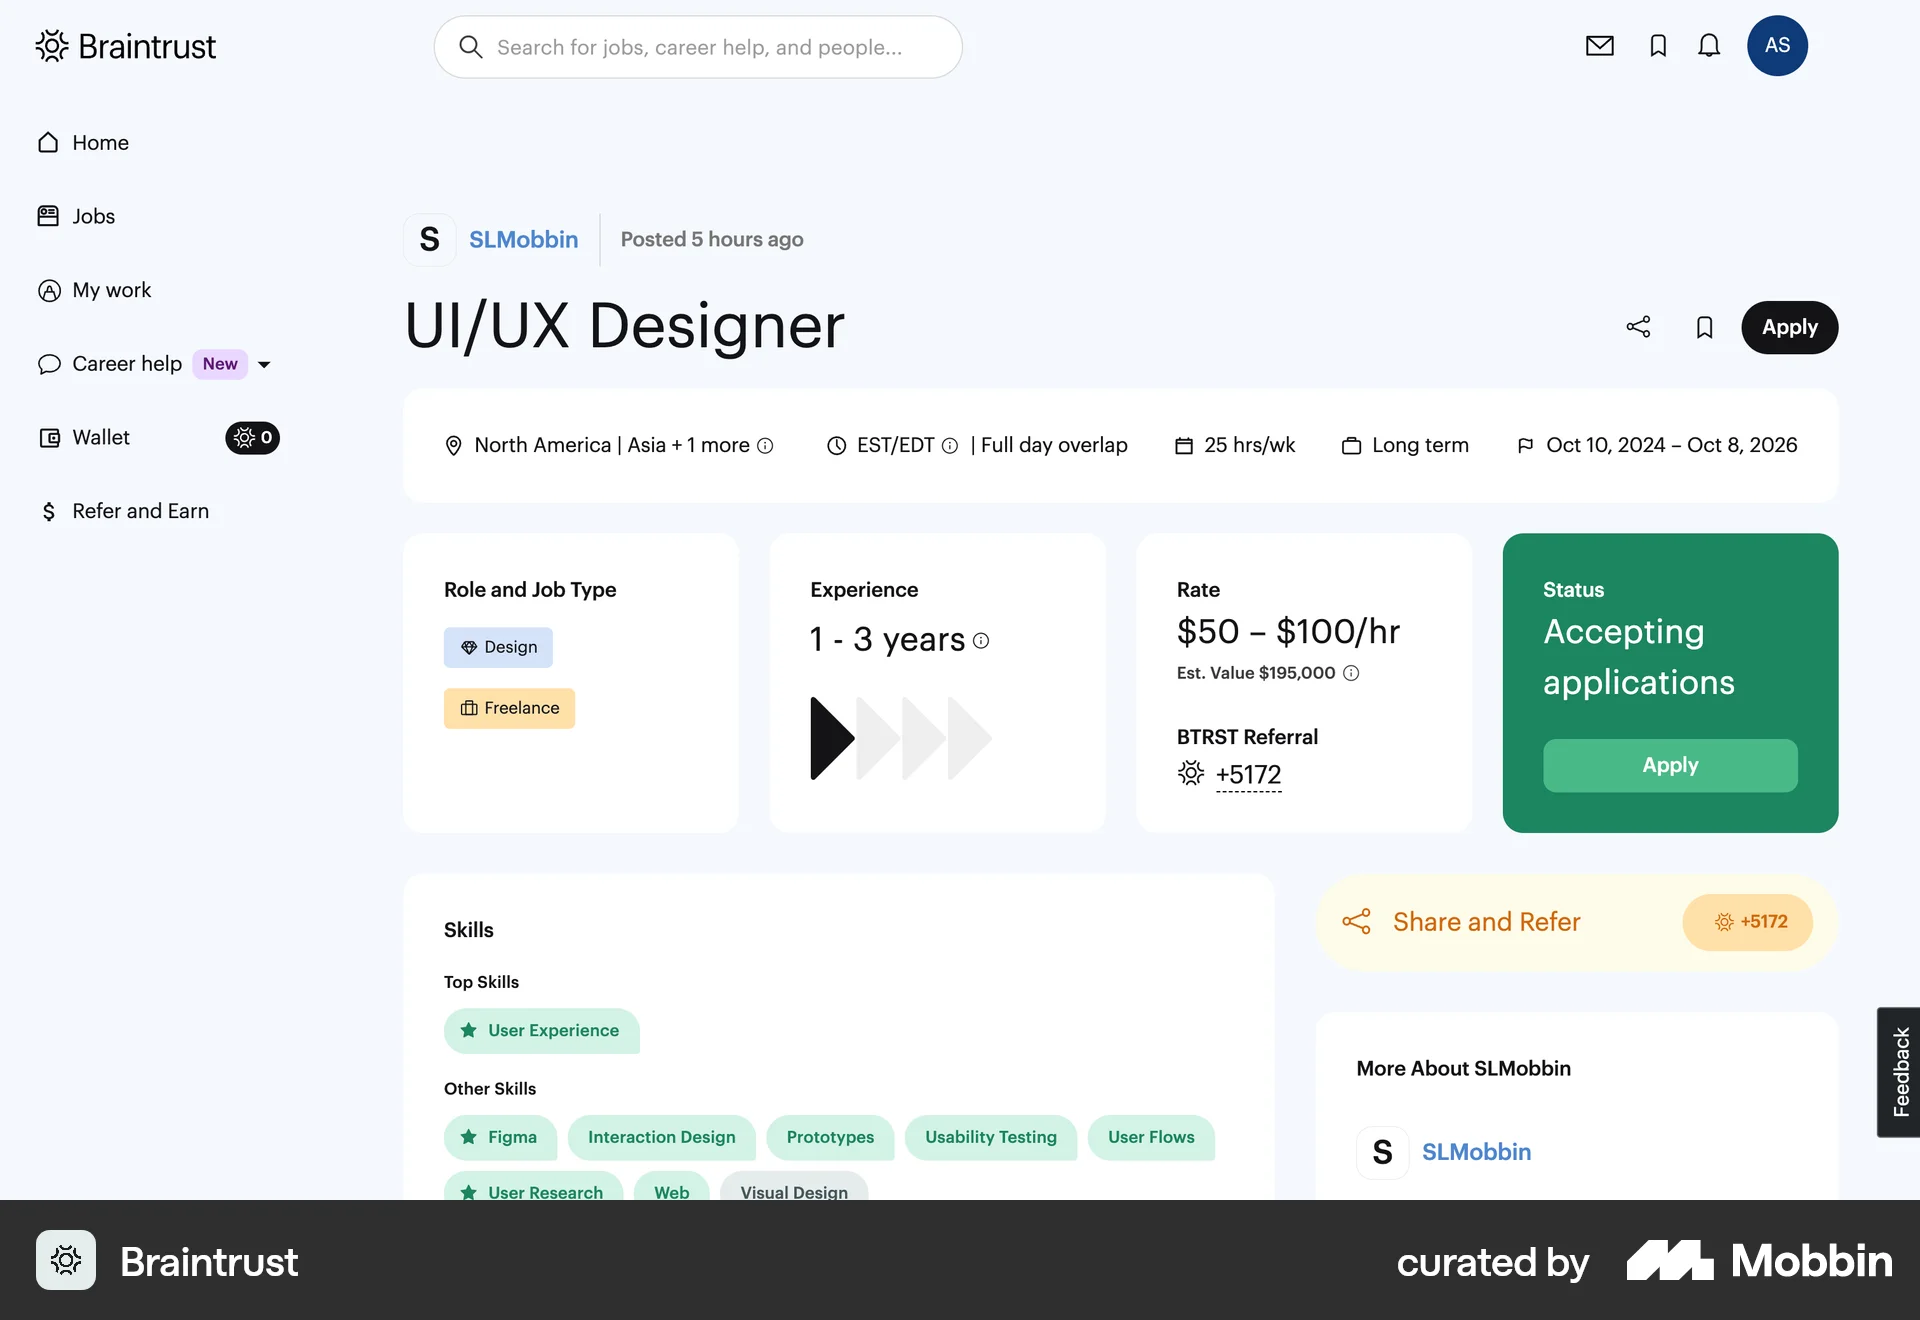 Braintrust
Search for jobs, career help, and people...
AS
Home
Jobs
My work
Career help New
Wallet 0
Refer and Earn
S SLMobbin Posted 5 hours ago
UI/UX Designer
Apply
North America | Asia + 1 more EST/EDT | Full day overlap 25 hrs/wk Long term Oct 10, 2024 – Oct 8, 2026
Role and Job Type
Design
Freelance
Experience
1 - 3 years
Rate
$50 – $100/hr
Est. Value $195,000
BTRST Referral
+5172
Status
Accepting
applications
Apply
Skills
Top Skills
User Experience
Other Skills
Figma Interaction Design Prototypes Usability Testing User Flows
User Research Web Visual Design
Share and Refer +5172
More About SLMobbin
S SLMobbin
Feedback
Braintrust
curated by Mobbin